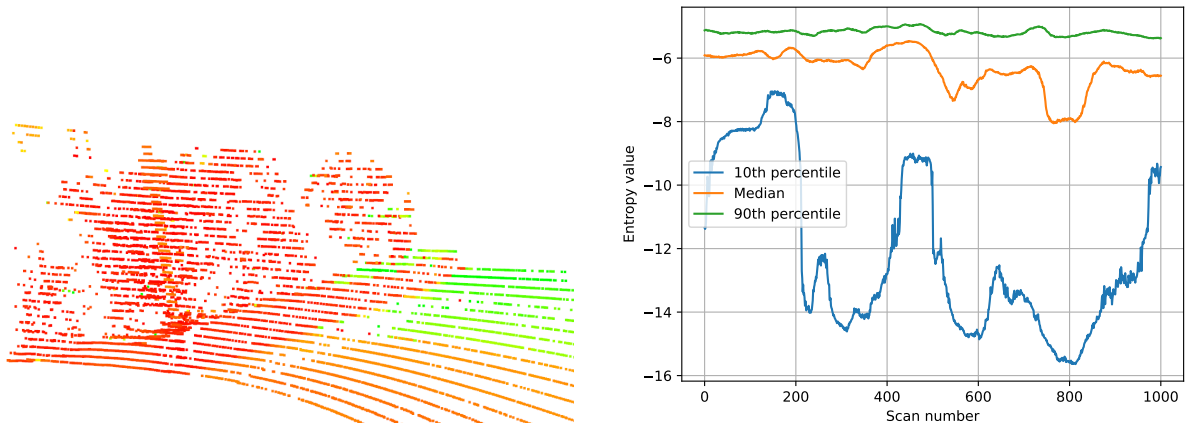 −6
−8
−10
−12
−14
−16
Entropy value
10th percentile
Median
90th percentile
0 200 400 600 800 1000
Scan number